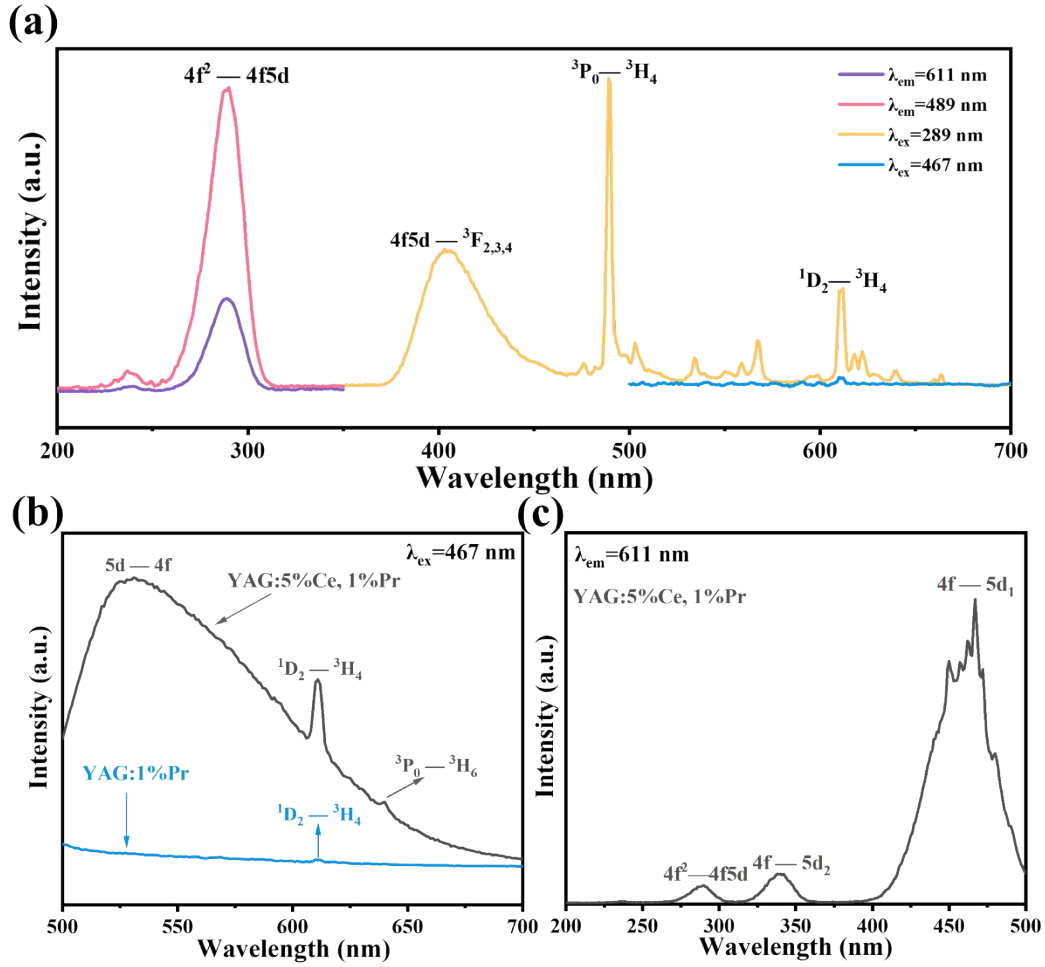 (a)
Intensity (a.u.)
4f² — 4f5d
4f5d — ³F₂,₃,₄
³P₀ — ³H₄
¹D₂ — ³H₄
λem=611 nm
λem=489 nm
λex=289 nm
λex=467 nm
200 300 400 500 600 700
Wavelength (nm)
(b)
Intensity (a.u.)
λex=467 nm
5d — 4f
YAG:5%Ce, 1%Pr
¹D₂ — ³H₄
³P₀ — ³H₆
YAG:1%Pr
¹D₂ — ³H₄
500 550 600 650 700
Wavelength (nm)
(c)
Intensity (a.u.)
λem=611 nm
YAG:5%Ce, 1%Pr
4f — 5d₁
4f²—4f5d
4f — 5d₂
200 250 300 350 400 450 500
Wavelength (nm)